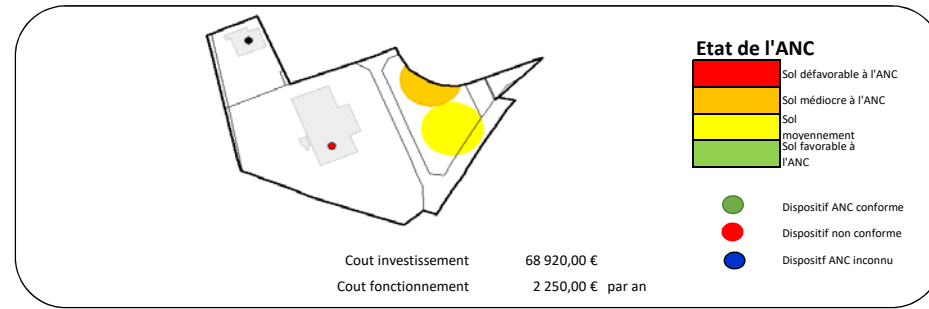 Etat de l'ANC
Sol défavorable à l'ANC
Sol médiocre à l'ANC
Sol
moyennement
Sol favorable à
l'ANC
Dispositif ANC conforme
Dispositif non conforme
Dispositf ANC inconnu
Cout investissement 68 920,00 €
Cout fonctionnement 2 250,00 € par an